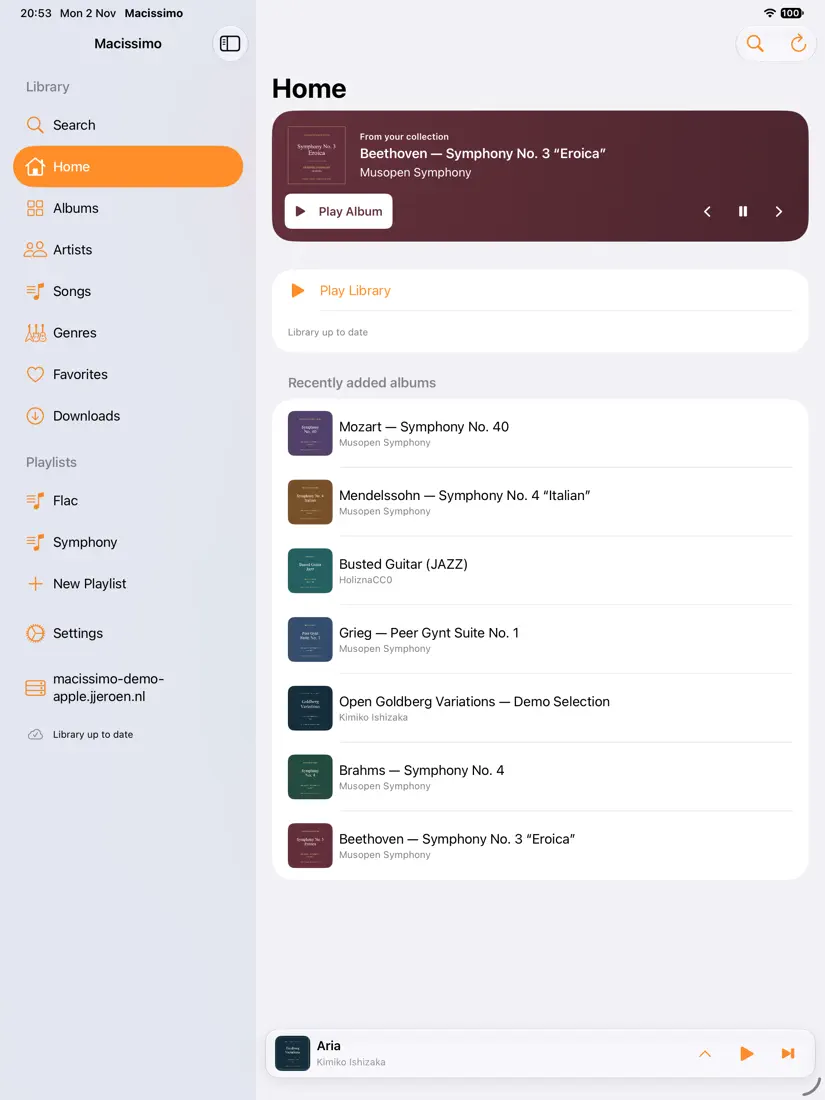 20:53 Mon 2 Nov Macissimo
100
Macissimo
Library
Search
Home
Albums
Artists
Songs
Genres
Favorites
Downloads
Playlists
Flac
Symphony
New Playlist
Settings
macissimo-demo-
apple.jjeroen.nl
Library up to date
Home
Symphony No. 3
Eroica
From your collection
Beethoven — Symphony No. 3 “Eroica”
Musopen Symphony
Play Album
Play Library
Library up to date
Recently added albums
Mozart — Symphony No. 40
Musopen Symphony
Mendelssohn — Symphony No. 4 “Italian”
Musopen Symphony
Busted Guitar (JAZZ)
HoliznaCC0
Grieg — Peer Gynt Suite No. 1
Musopen Symphony
Open Goldberg Variations — Demo Selection
Kimiko Ishizaka
Brahms — Symphony No. 4
Musopen Symphony
Beethoven — Symphony No. 3 “Eroica”
Musopen Symphony
Aria
Kimiko Ishizaka